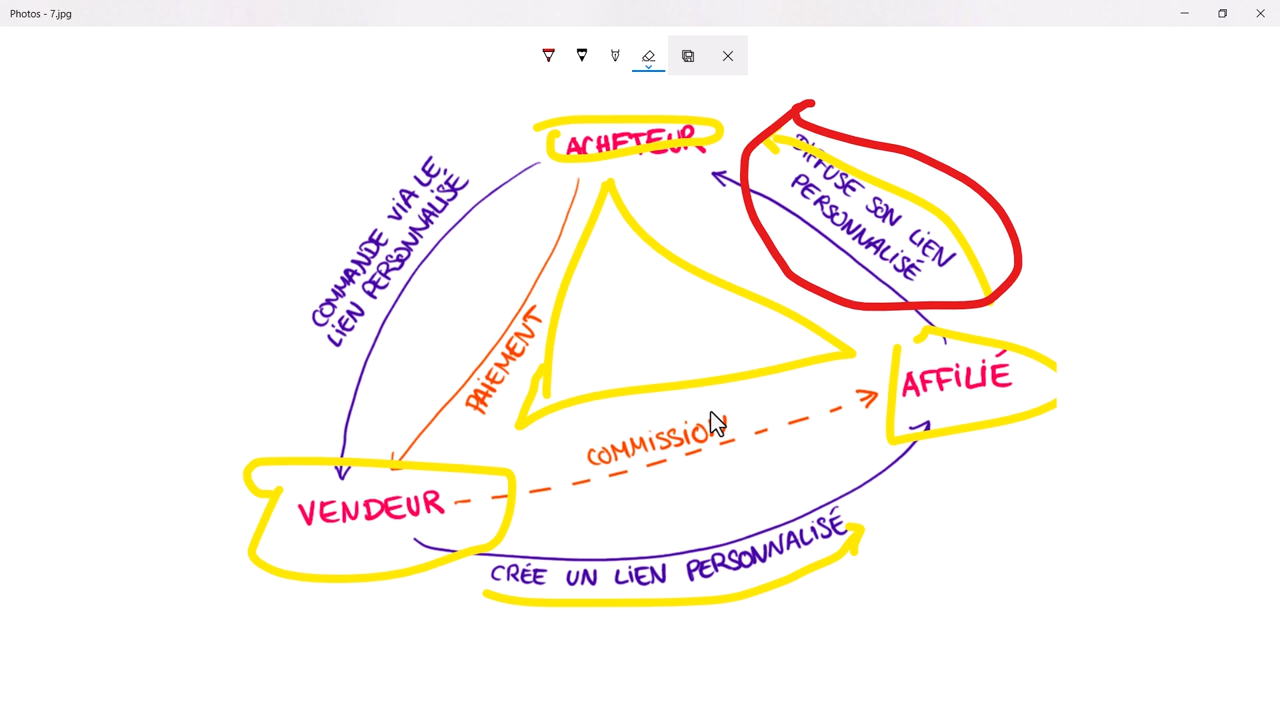 Photos - 7.jpg
ACHETEUR
COMMANDE VIA LE
LIEN PERSONNALISÉ
DIFFUSE SON LIEN
PERSONNALISÉ
PAIEMENT
AFFILIÉ
COMMISSION
VENDEUR
CRÉE UN LIEN PERSONNALISÉ